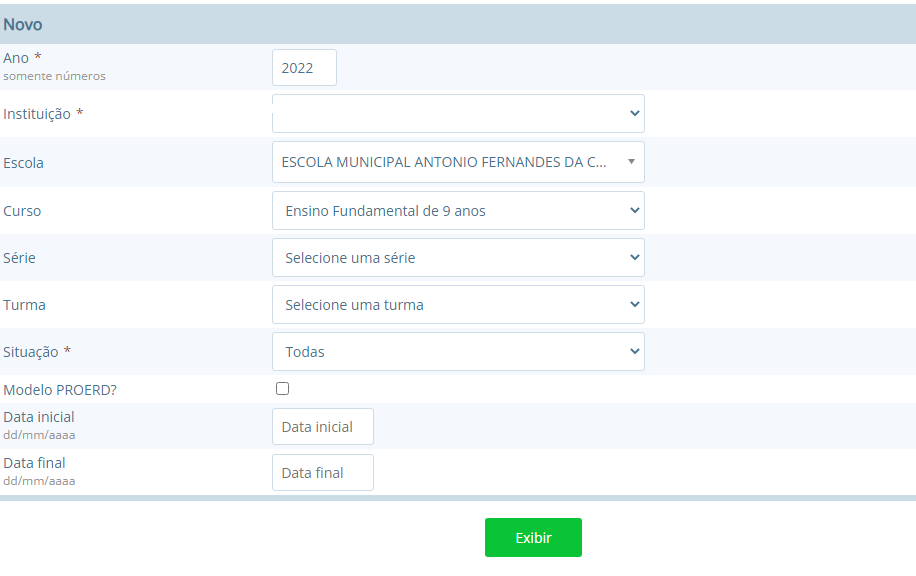 Novo
Ano *
somente números
2022
Instituição *
Escola
ESCOLA MUNICIPAL ANTONIO FERNANDES DA C...
Curso
Ensino Fundamental de 9 anos
Série
Selecione uma série
Turma
Selecione uma turma
Situação *
Todas
Modelo PROERD?
Data inicial
dd/mm/aaaa
Data inicial
Data final
dd/mm/aaaa
Data final
Exibir